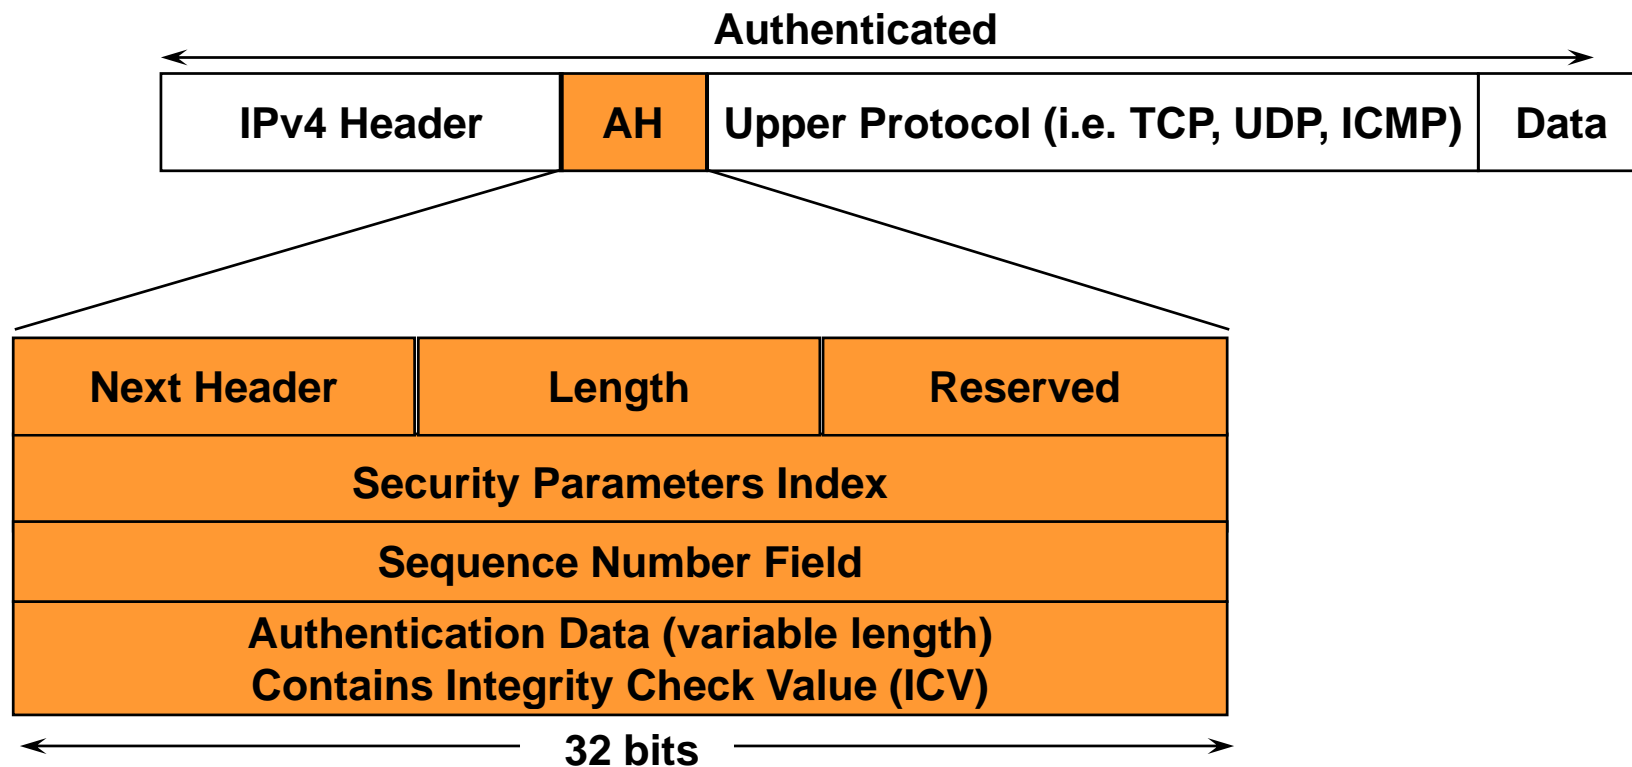 Authenticated
IPv4 Header AH Upper Protocol (i.e. TCP, UDP, ICMP) Data
Next Header Length Reserved
Security Parameters Index
Sequence Number Field
Authentication Data (variable length)
Contains Integrity Check Value (ICV)
32 bits